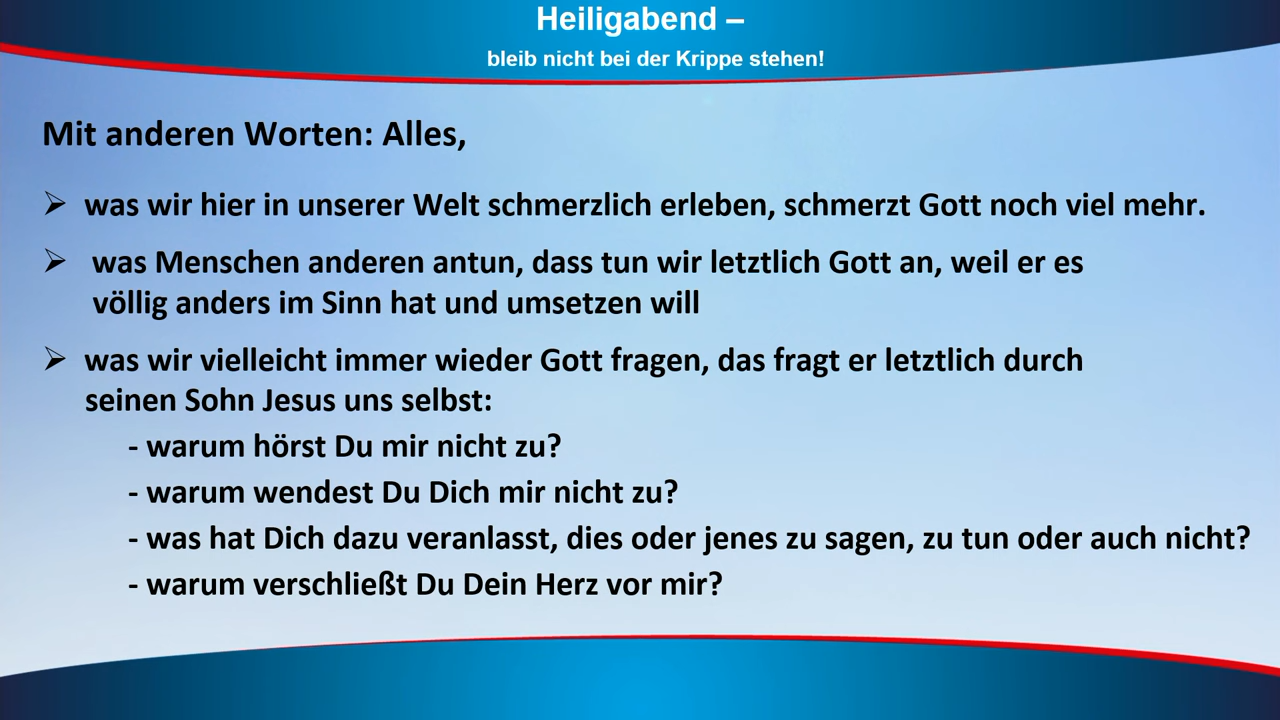 Heiligabend –
bleib nicht bei der Krippe stehen!
Mit anderen Worten: Alles,
➢ was wir hier in unserer Welt schmerzlich erleben, schmerzt Gott noch viel mehr.
➢ was Menschen anderen antun, dass tun wir letztlich Gott an, weil er es
völlig anders im Sinn hat und umsetzen will
➢ was wir vielleicht immer wieder Gott fragen, das fragt er letztlich durch
seinen Sohn Jesus uns selbst:
- warum hörst Du mir nicht zu?
- warum wendest Du Dich mir nicht zu?
- was hat Dich dazu veranlasst, dies oder jenes zu sagen, zu tun oder auch nicht?
- warum verschließt Du Dein Herz vor mir?